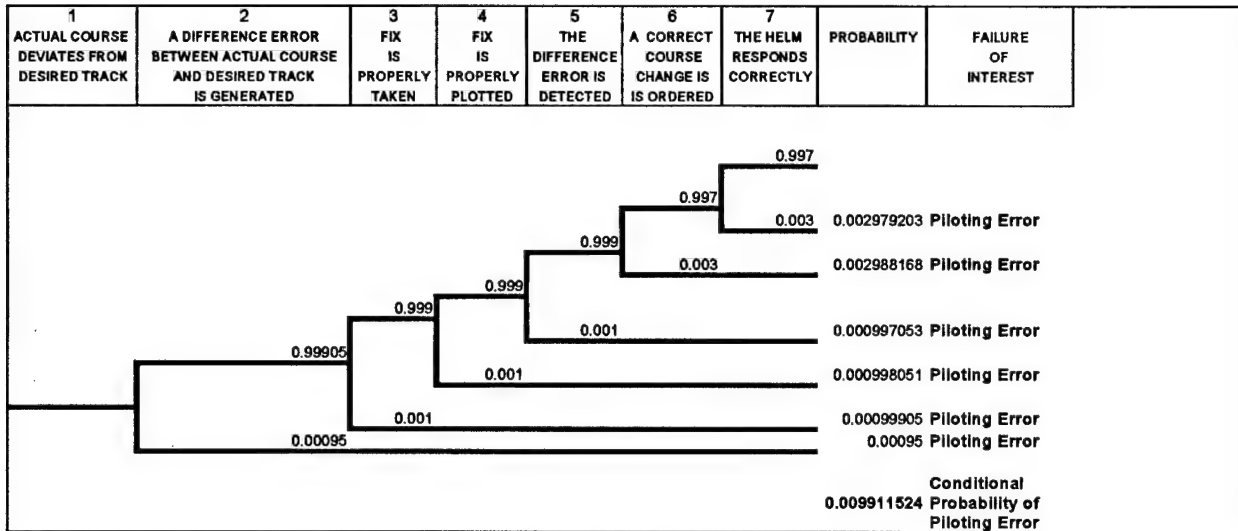 1
ACTUAL COURSE
DEVIATES FROM
DESIRED TRACK
2
A DIFFERENCE ERROR
BETWEEN ACTUAL COURSE
AND DESIRED TRACK
IS GENERATED
3
FIX
IS
PROPERLY
TAKEN
4
FIX
IS
PROPERLY
PLOTTED
5
THE
DIFFERENCE
ERROR IS
DETECTED
6
A CORRECT
COURSE
CHANGE IS
IS ORDERED
7
THE HELM
RESPONDS
CORRECTLY
PROBABILITY
FAILURE
OF
INTEREST
0.997
0.997
0.003 0.002979203 Piloting Error
0.999
0.003 0.002988168 Piloting Error
0.999
0.999
0.001 0.000997053 Piloting Error
0.99905
0.001 0.000998051 Piloting Error
0.001 0.00099905 Piloting Error
0.00095 0.00095 Piloting Error
Conditional
0.009911524 Probability of
Piloting Error